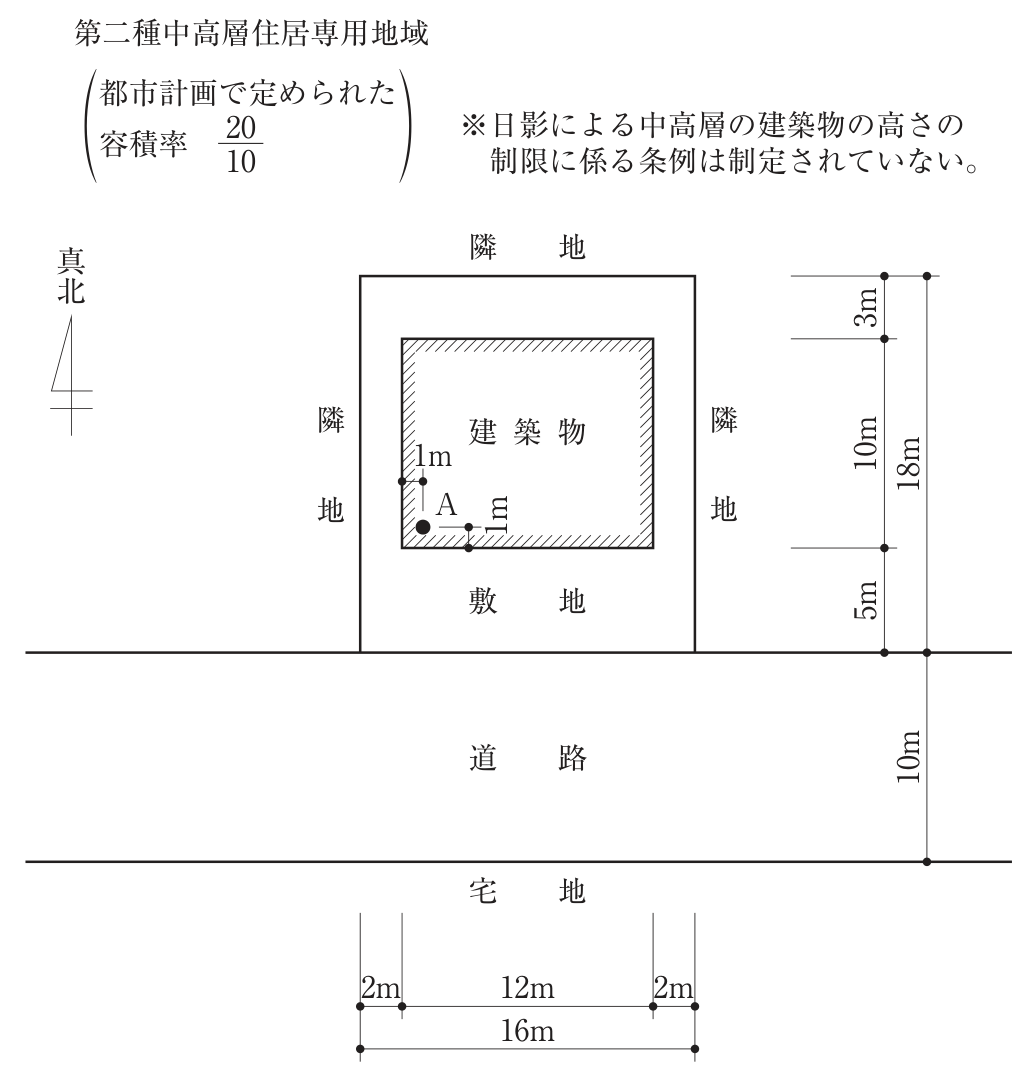 第二種中高層住居専用地域
都市計画で定められた
容積率 20/10
※日影による中高層の建築物の高さの
制限に係る条例は制定されていない。
真北
隣地
隣地
隣地
建築物
1m
A
1m
敷地
3m
10m
5m
18m
道路
10m
宅地
2m
12m
2m
16m